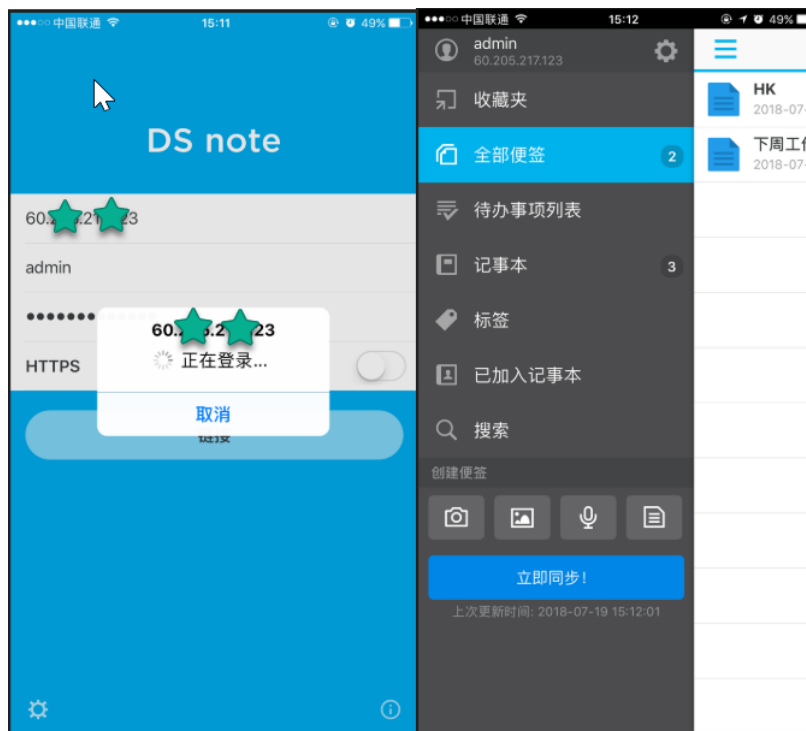 中国联通
15:11
49%
DS note
admin
正在登录...
HTTPS
取消
链接
中国联通
15:12
49%
admin
60.205.217.123
收藏夹
全部便签
2
待办事项列表
记事本
3
标签
已加入记事本
搜索
创建便签
立即同步!
上次更新时间: 2018-07-19 15:12:01
HK
2018-07-
下周工
2018-07-